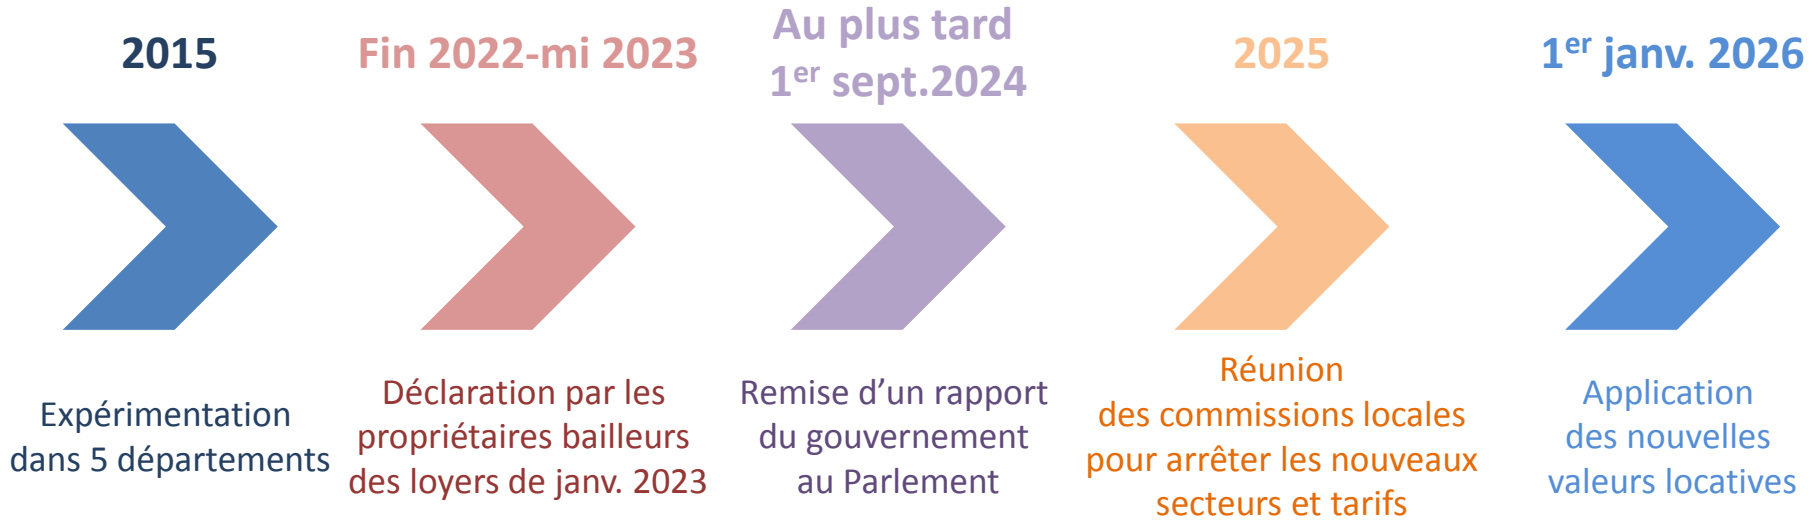 2015
Expérimentation
dans 5 départements
Fin 2022-mi 2023
Déclaration par les
propriétaires bailleurs
des loyers de janv. 2023
Au plus tard
1er sept.2024
Remise d’un rapport
du gouvernement
au Parlement
2025
Réunion
des commissions locales
pour arrêter les nouveaux
secteurs et tarifs
1er janv. 2026
Application
des nouvelles
valeurs locatives